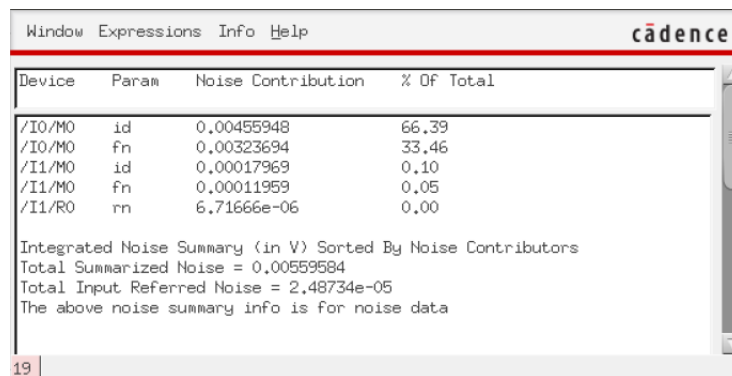 Window Expressions Info Help cādence
Device Param Noise Contribution % Of Total
/I0/M0 id 0.00455948 66.39
/I0/M0 fn 0.00323694 33.46
/I1/M0 id 0.00017969 0.10
/I1/M0 fn 0.00011959 0.05
/I1/R0 rn 6.71666e-06 0.00
Integrated Noise Summary (in V) Sorted By Noise Contributors
Total Summarized Noise = 0.00559584
Total Input Referred Noise = 2.48734e-05
The above noise summary info is for noise data
19